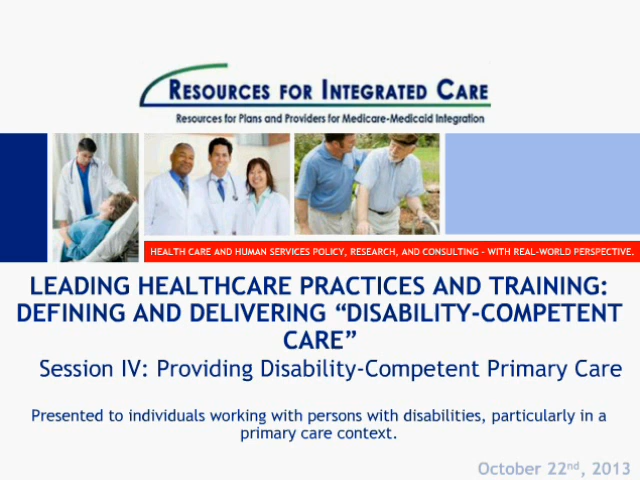 RESOURCES FOR INTEGRATED CARE
Resources for Plans and Providers for Medicare-Medicaid Integration
HEALTH CARE AND HUMAN SERVICES POLICY, RESEARCH, AND CONSULTING - WITH REAL-WORLD PERSPECTIVE.
LEADING HEALTHCARE PRACTICES AND TRAINING:
DEFINING AND DELIVERING “DISABILITY-COMPETENT
CARE”
Session IV: Providing Disability-Competent Primary Care
Presented to individuals working with persons with disabilities, particularly in a
primary care context.
October 22nd, 2013